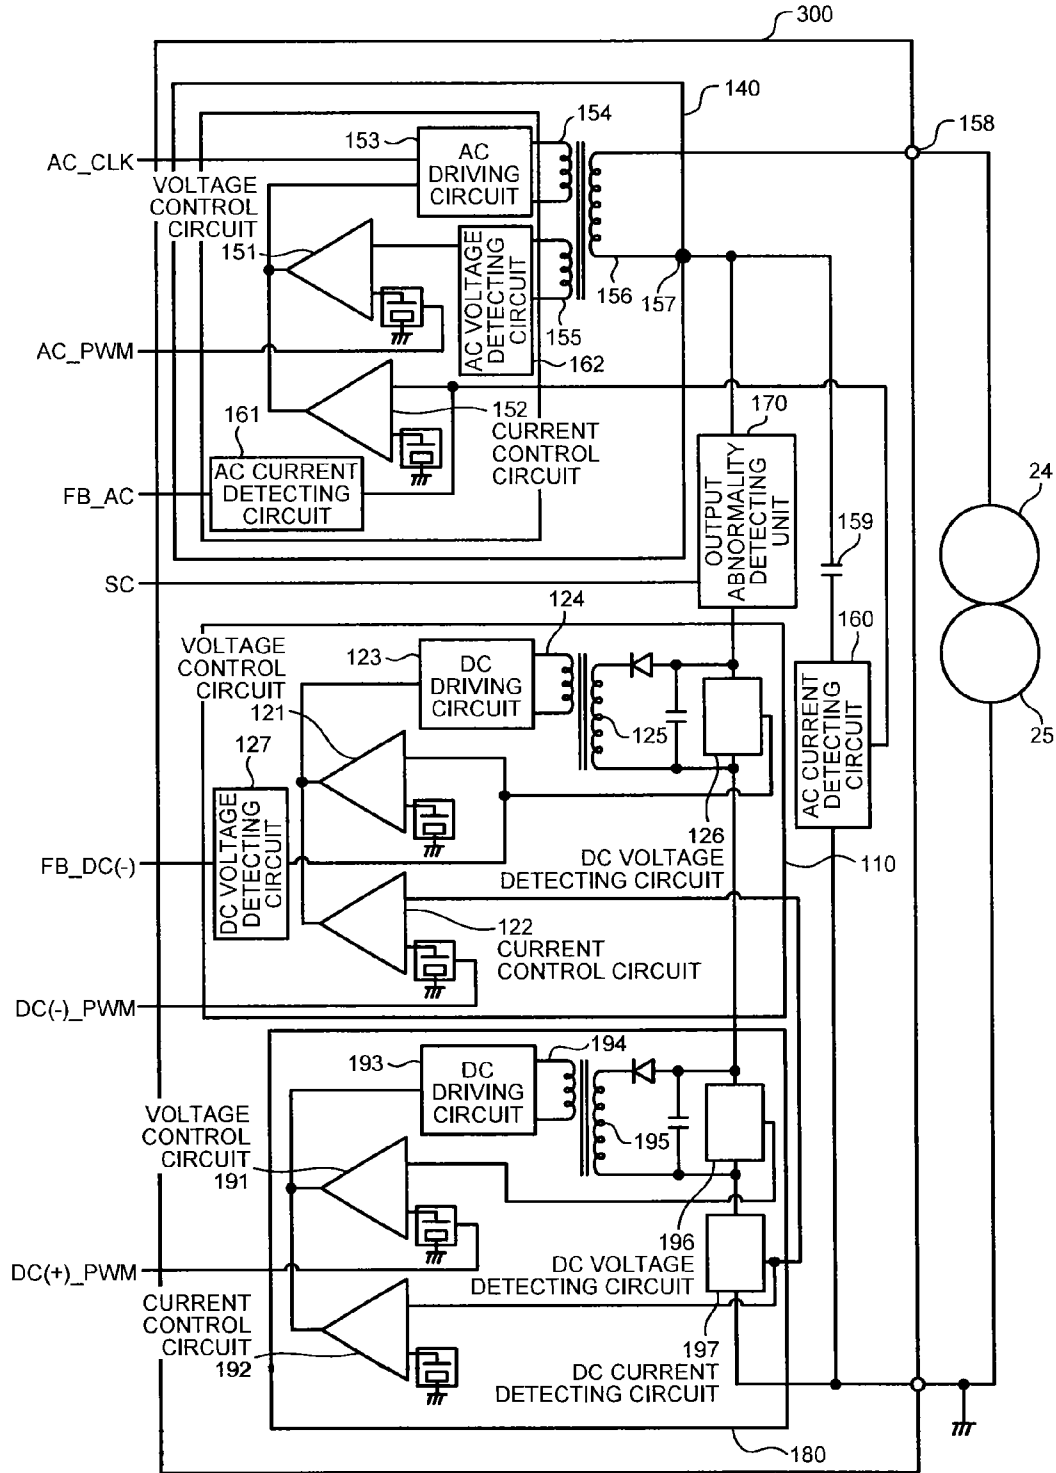 300
140
154
153
158
AC_CLK
AC
DRIVING
CIRCUIT
VOLTAGE
CONTROL
CIRCUIT
151
AC VOLTAGE
DETECTING
CIRCUIT
156
157
155
AC_PWM
162
152
170
161
CURRENT
CONTROL
CIRCUIT
AC CURRENT
DETECTING
CIRCUIT
FB_AC
OUTPUT
ABNORMALITY
DETECTING
UNIT
24
159
SC
124
VOLTAGE
CONTROL
CIRCUIT
121
123
DC
DRIVING
CIRCUIT
160
125
25
127
AC CURRENT
DETECTING
CIRCUIT
DC VOLTAGE
DETECTING
CIRCUIT
126
FB_DC(-)
DC VOLTAGE
DETECTING CIRCUIT
110
122
CURRENT
CONTROL CIRCUIT
DC(-)_PWM
193
194
DC
DRIVING
CIRCUIT
VOLTAGE
CONTROL
CIRCUIT
191
195
196
DC VOLTAGE
DETECTING CIRCUIT
DC(+)_PWM
CURRENT
CONTROL
CIRCUIT
192
197
DC CURRENT
DETECTING CIRCUIT
180